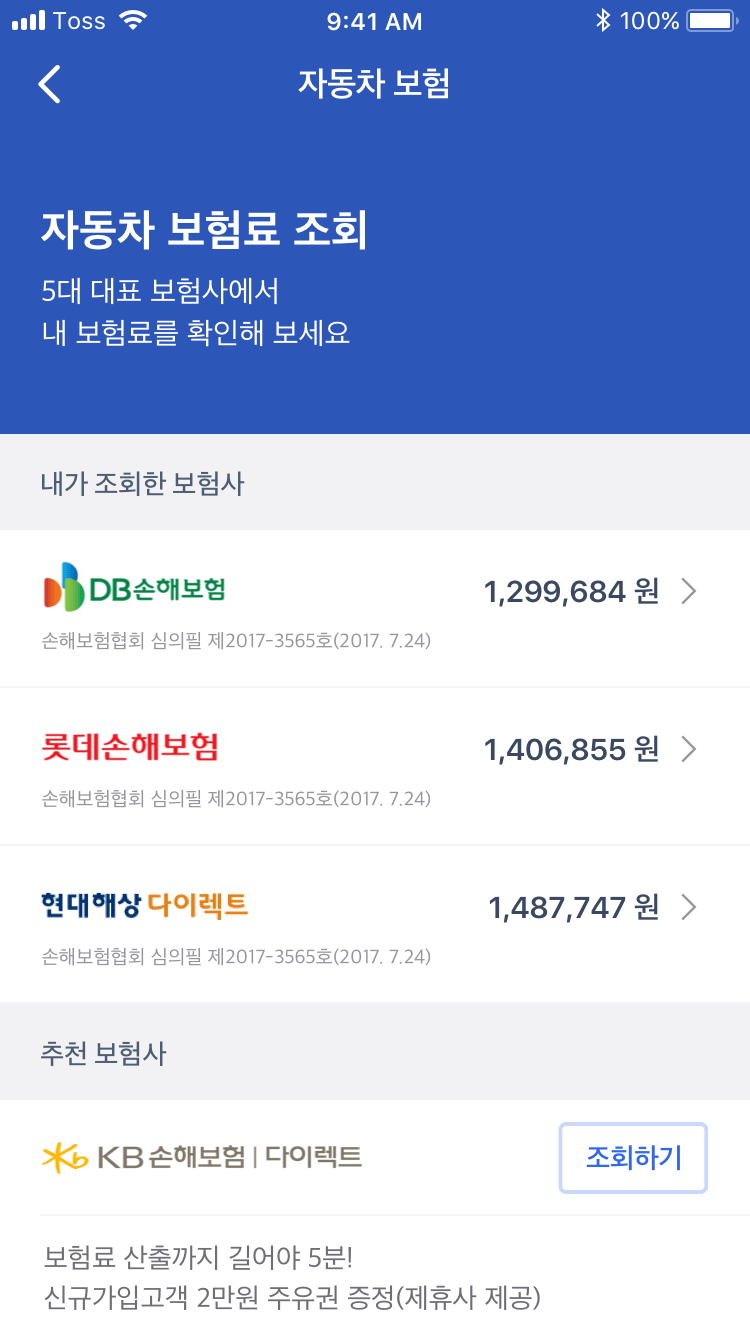 Toss 9:41 AM 100%
자동차 보험
자동차 보험료 조회
5대 대표 보험사에서
내 보험료를 확인해 보세요
내가 조회한 보험사
DB손해보험 1,299,684 원
손해보험협회 심의필 제2017-3565호(2017. 7.24)
롯데손해보험 1,406,855 원
손해보험협회 심의필 제2017-3565호(2017. 7.24)
현대해상 다이렉트 1,487,747 원
손해보험협회 심의필 제2017-3565호(2017. 7.24)
추천 보험사
KB손해보험 | 다이렉트 조회하기
보험료 산출까지 길어야 5분!
신규가입고객 2만원 주유권 증정(제휴사 제공)